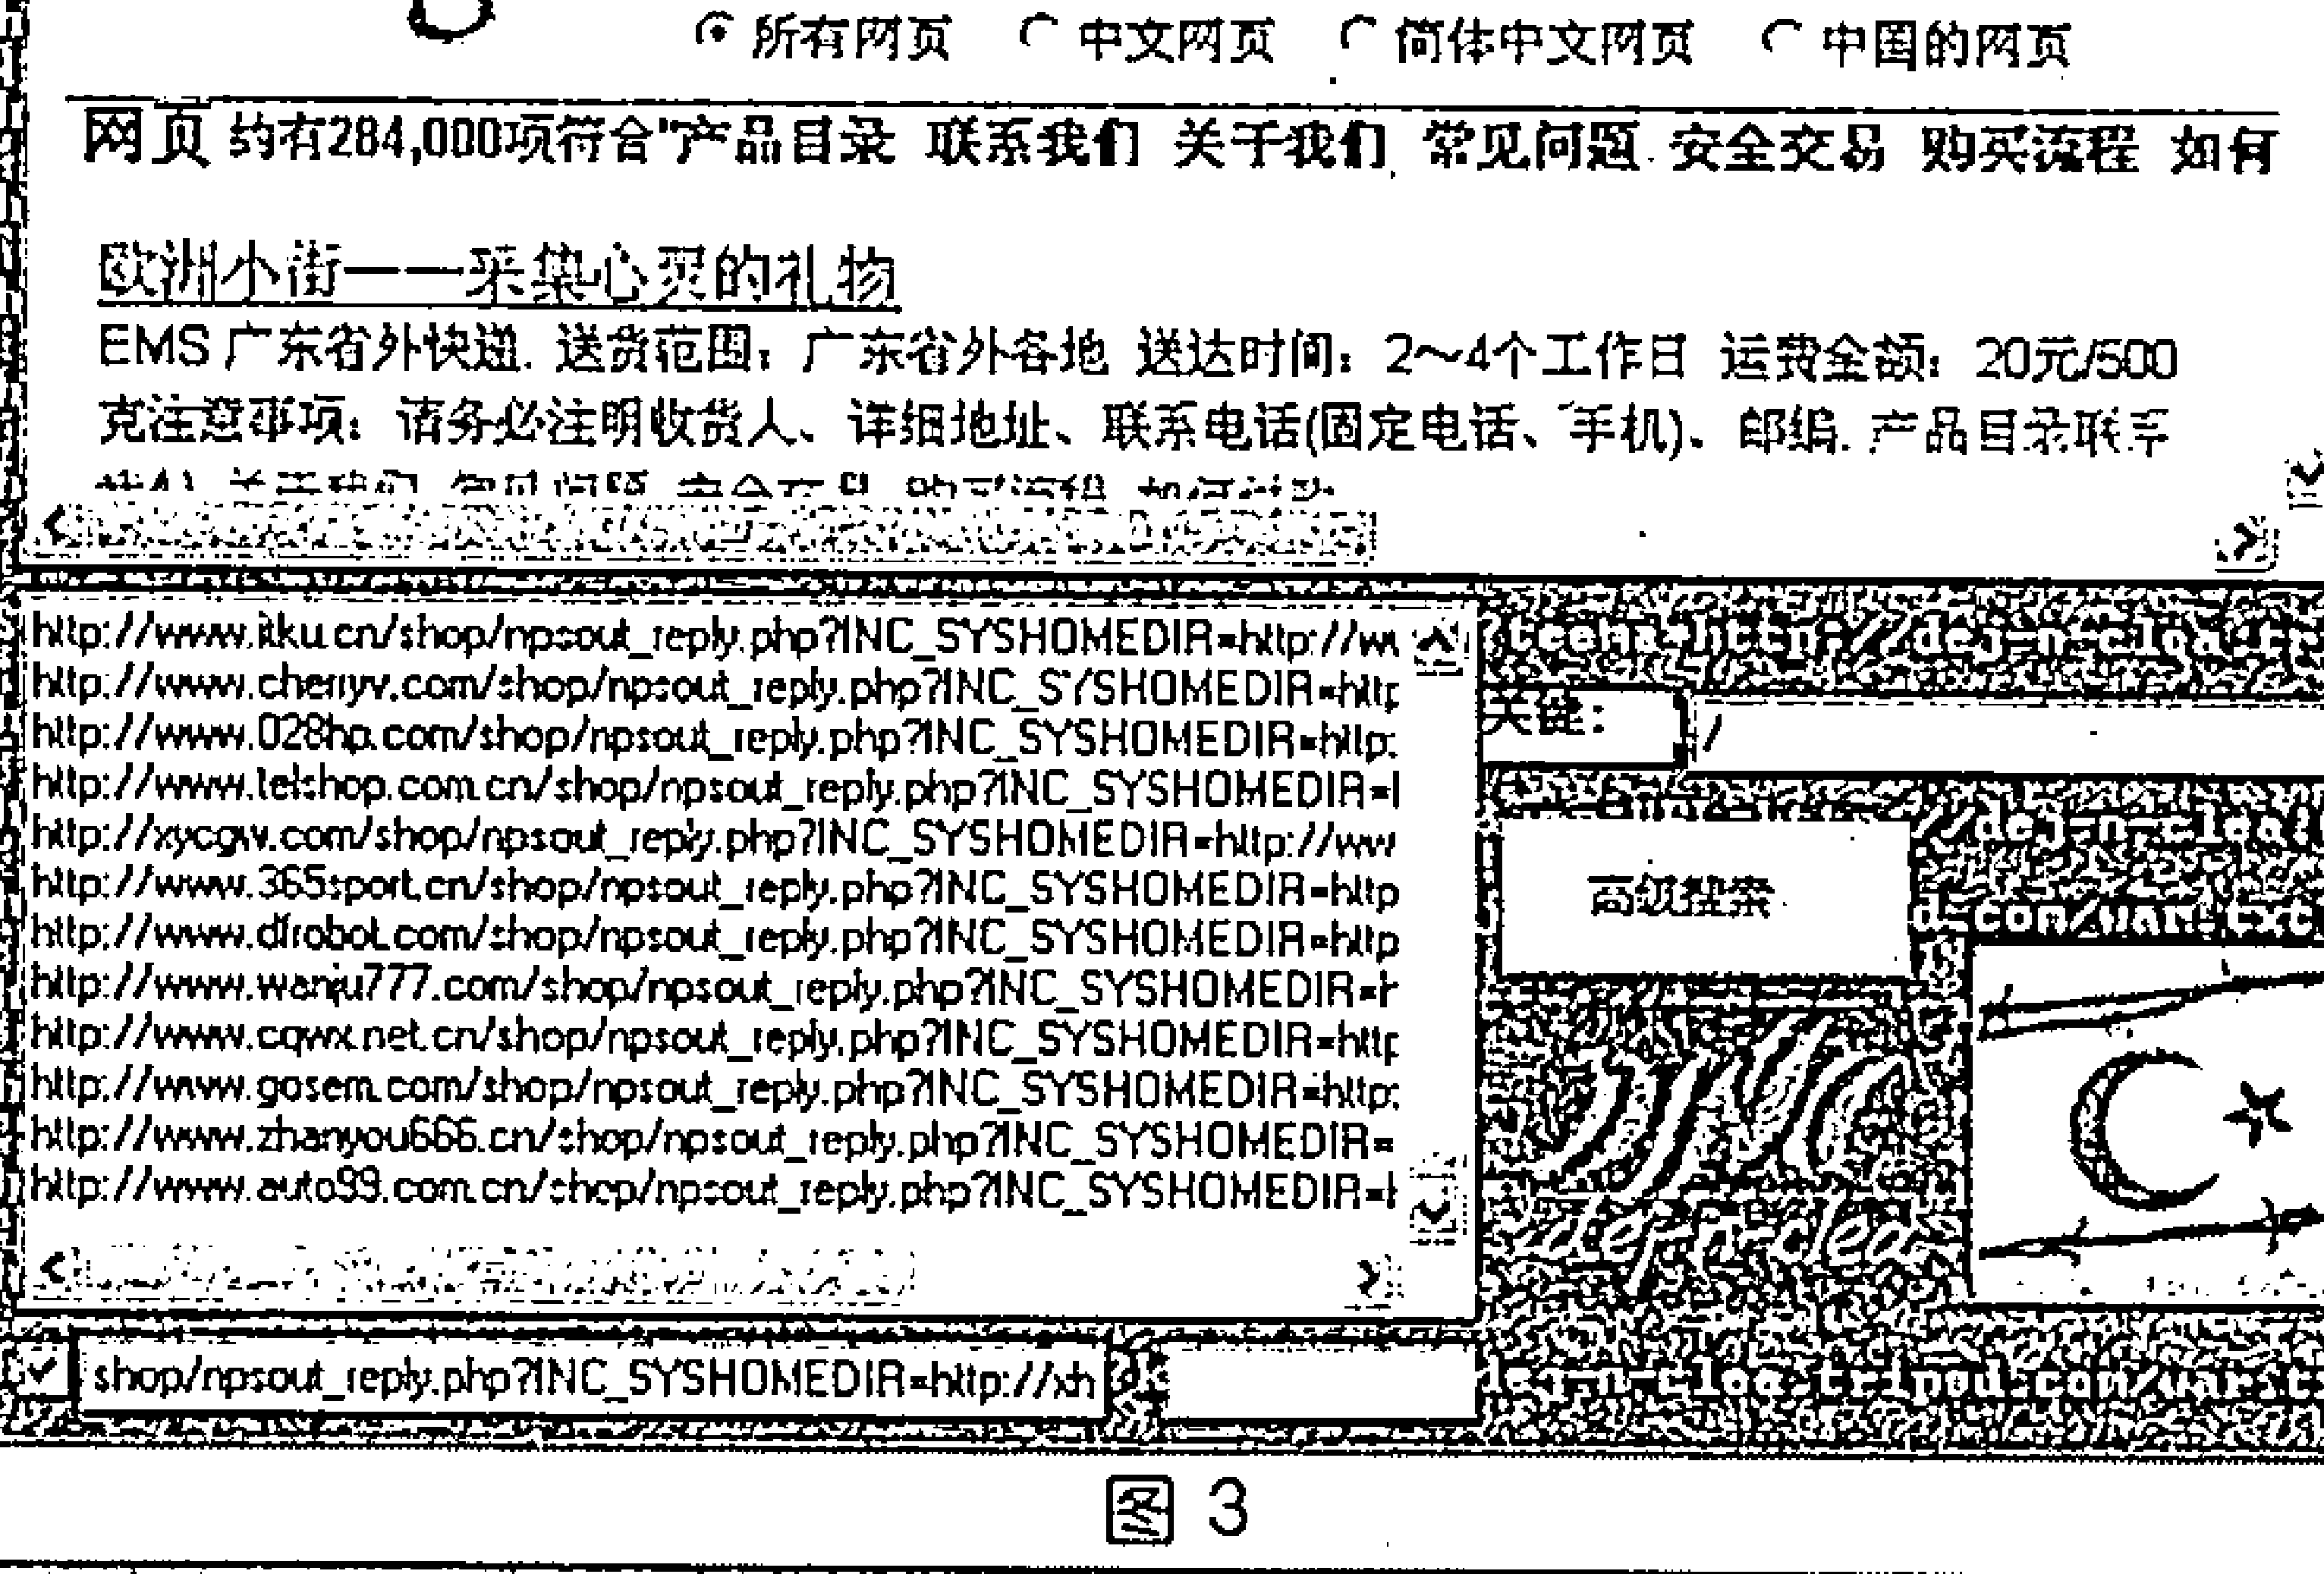 所有网页 中文网页 简体中文网页 中国的网页
网页 约有284,000项符合"产品目录 联系我们 关于我们 常见问题 安全交易 购买流程 如何
欧洲小街——采集心灵的礼物
EMS 广东省外快递. 送货范围：广东省外各地 送达时间：2～4个工作日 运费金额：20元/500
克注意事项：请务必注明收货人、详细地址、联系电话(固定电话、手机)、邮编. 产品目录联系
http://www.itku.cn/shop/npsout_reply.php?INC_SYSHOMEDIR=http://w
http://www.cherryv.com/shop/npsout_reply.php?INC_SYSHOMEDIR=http
http://www.028hp.com/shop/npsout_reply.php?INC_SYSHOMEDIR=http:
http://www.letshop.com.cn/shop/npsout_reply.php?INC_SYSHOMEDIR=
http://xycgw.com/shop/npsout_reply.php?INC_SYSHOMEDIR=http://ww
http://www.365sport.cn/shop/npsout_reply.php?INC_SYSHOMEDIR=http
http://www.dfrobot.com/shop/npsout_reply.php?INC_SYSHOMEDIR=http
http://www.wanju777.com/shop/npsout_reply.php?INC_SYSHOMEDIR=h
http://www.cqwx.net.cn/shop/npsout_reply.php?INC_SYSHOMEDIR=http
http://www.gosem.com/shop/npsout_reply.php?INC_SYSHOMEDIR=http:
http://www.zhanyou666.cn/shop/npsout_reply.php?INC_SYSHOMEDIR=
http://www.auto99.com.cn/shop/npsout_reply.php?INC_SYSHOMEDIR=h
关键： /
高级搜索
shop/npsout_reply.php?INC_SYSHOMEDIR=http://xh
图 3